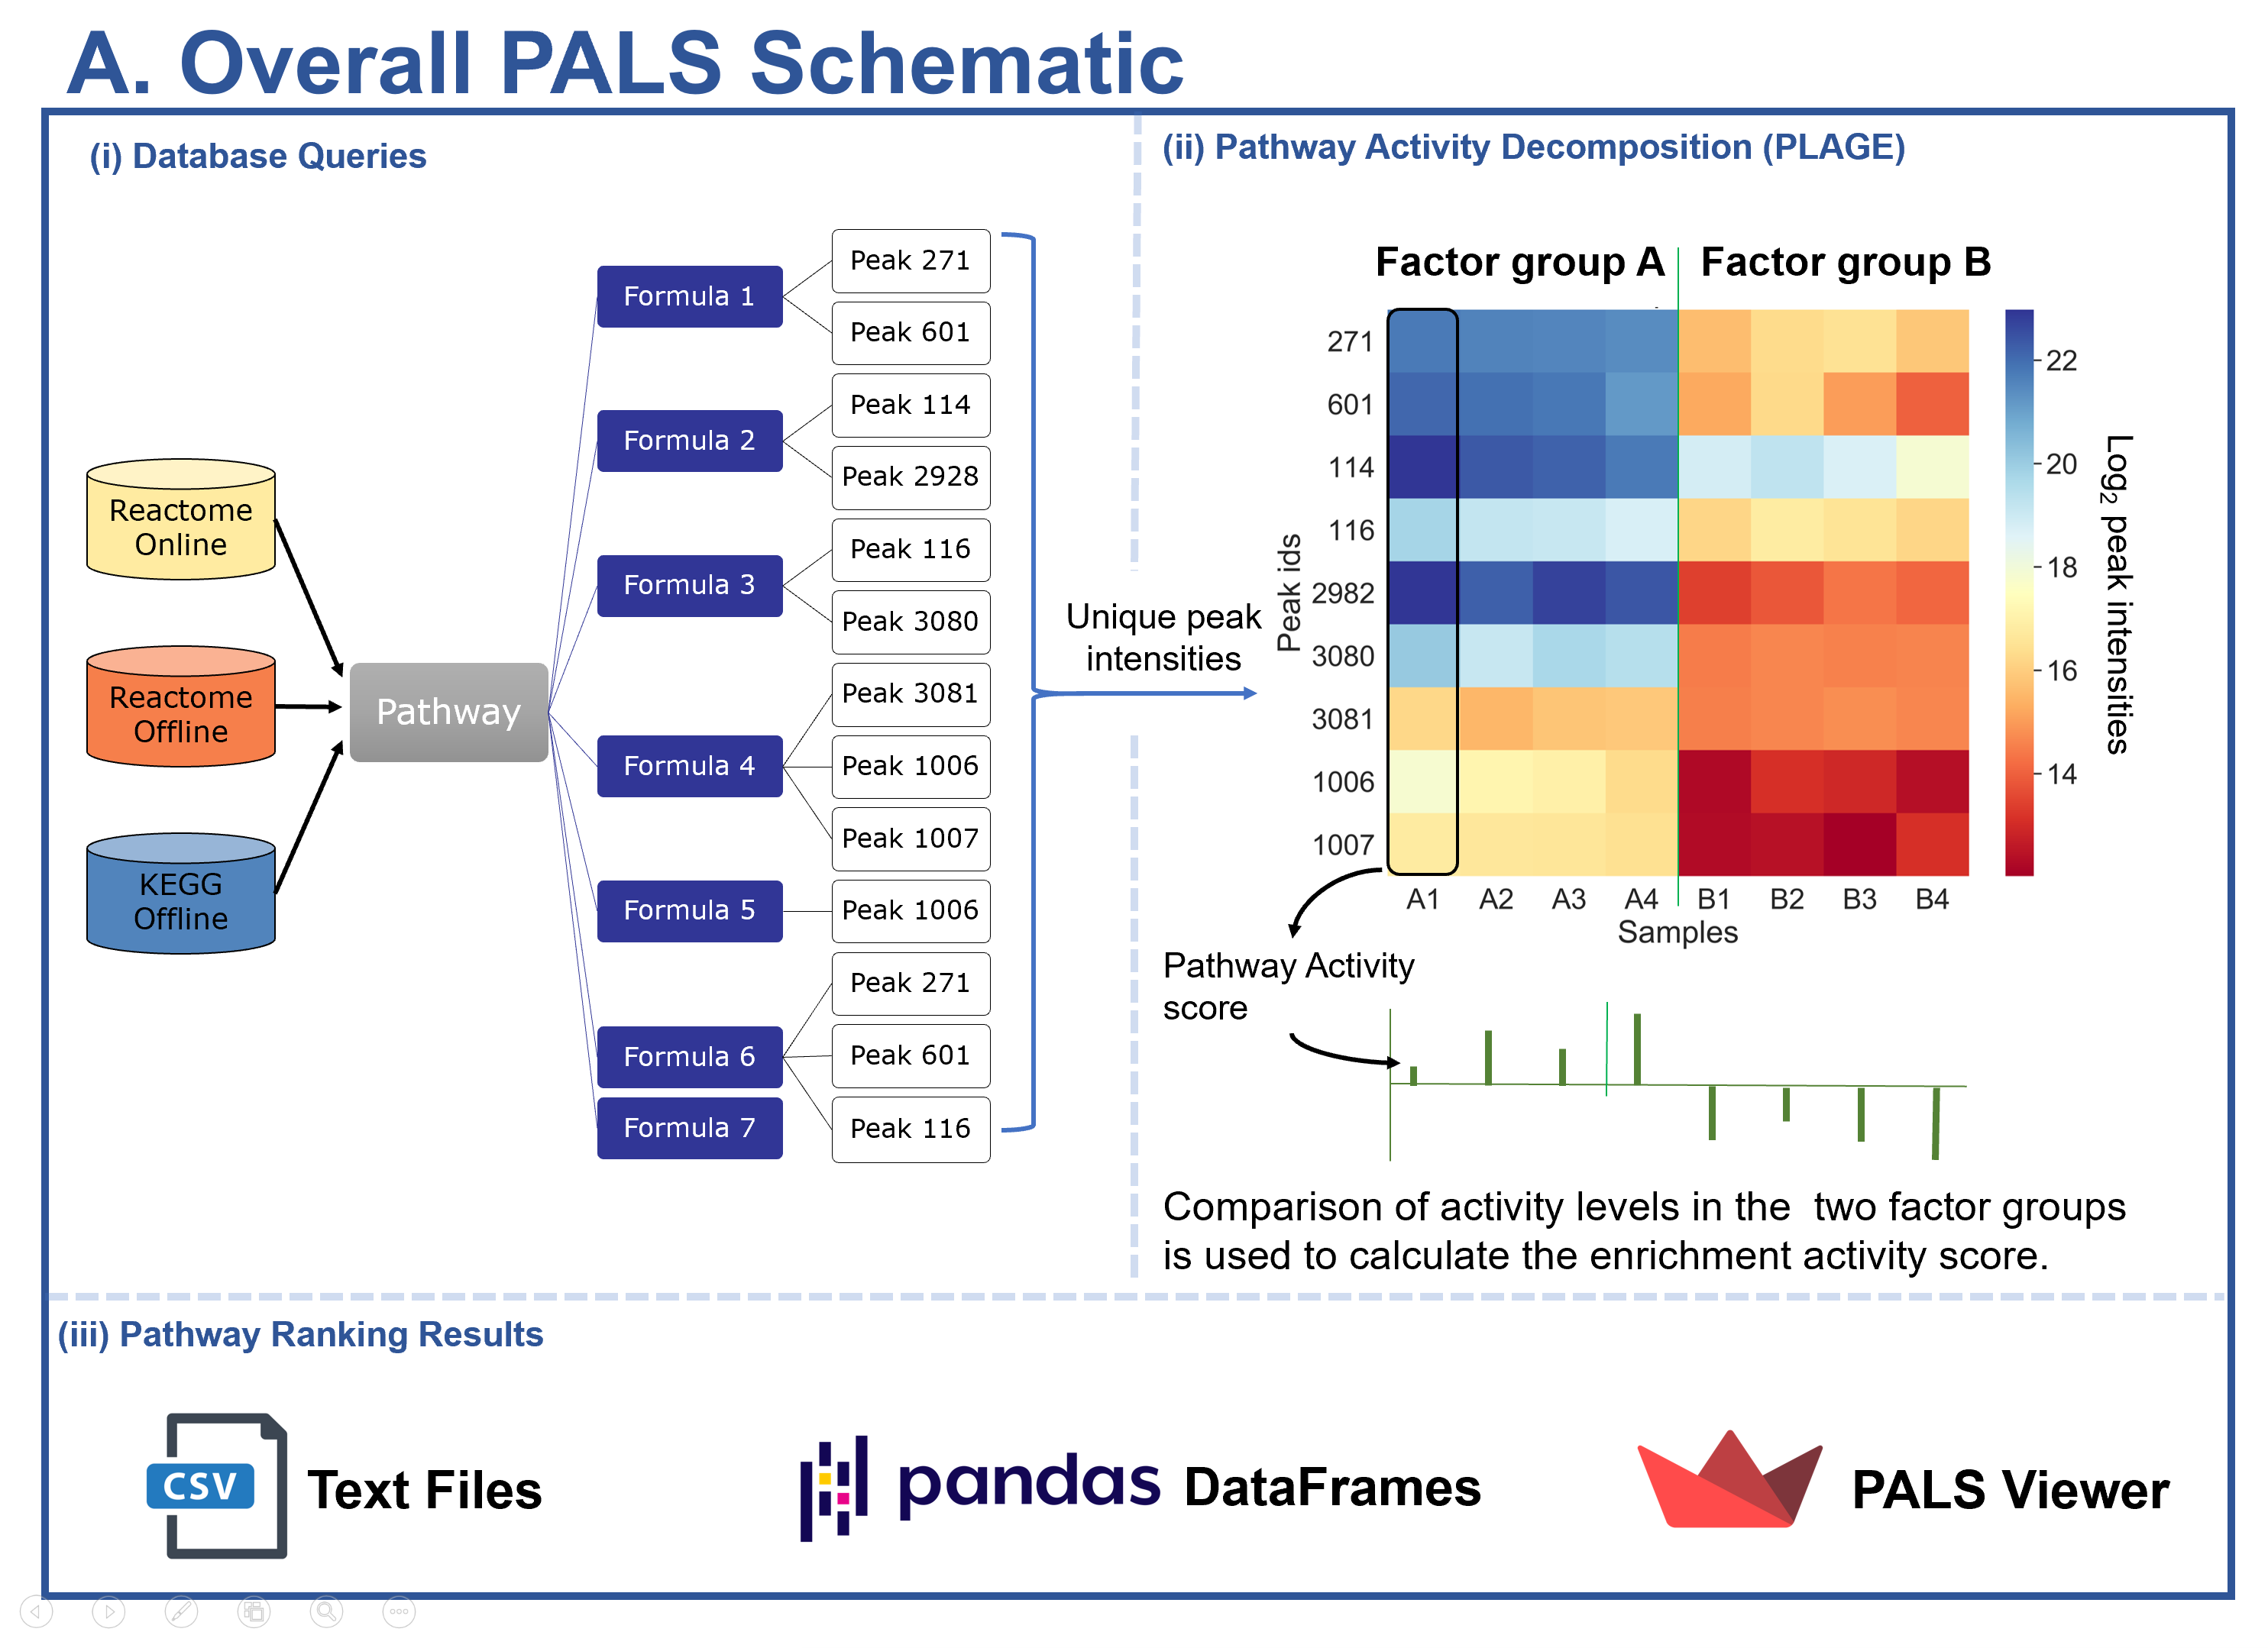 A. Overall PALS Schematic
(i) Database Queries
Reactome
Online
Reactome
Offline
KEGG
Offline
Pathway
Formula 1
Formula 2
Formula 3
Formula 4
Formula 5
Formula 6
Formula 7
Peak 271
Peak 601
Peak 114
Peak 2928
Peak 116
Peak 3080
Peak 3081
Peak 1006
Peak 1007
Peak 1006
Peak 271
Peak 601
Peak 116
Unique peak
intensities
(ii) Pathway Activity Decomposition (PLAGE)
Factor group A
Factor group B
Peak ids
271
601
114
116
2982
3080
3081
1006
1007
A1 A2 A3 A4 B1 B2 B3 B4
Samples
22
20
18
16
14
Log₂ peak intensities
Pathway Activity
score
Comparison of activity levels in the two factor groups
is used to calculate the enrichment activity score.
(iii) Pathway Ranking Results
CSV
Text Files
pandas DataFrames
PALS Viewer